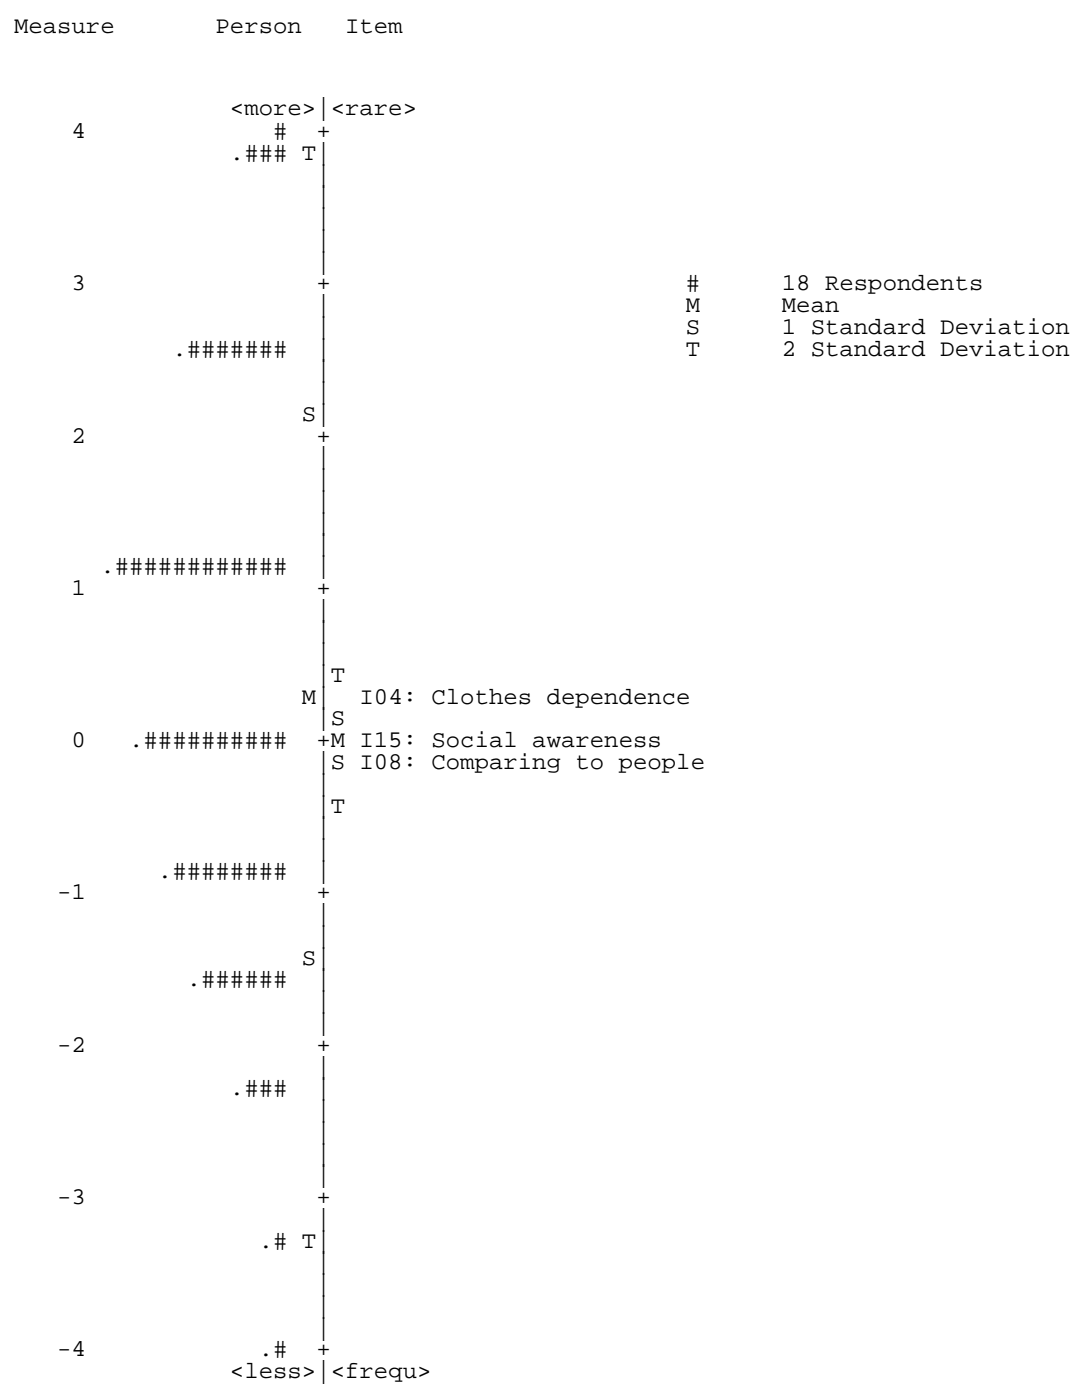 Measure Person Item
<more>|<rare>
4 # +
.### T|
3 + # 18 Respondents
M Mean
S 1 Standard Deviation
.####### T 2 Standard Deviation
S|
2 +
.############
1 +
|T
M| I04: Clothes dependence
|S
0 .########## +M I15: Social awareness
|S I08: Comparing to people
|T
.########
-1 +
S|
.######
-2 +
.###
-3 +
.# T|
-4 .# +
<less>|<frequ>